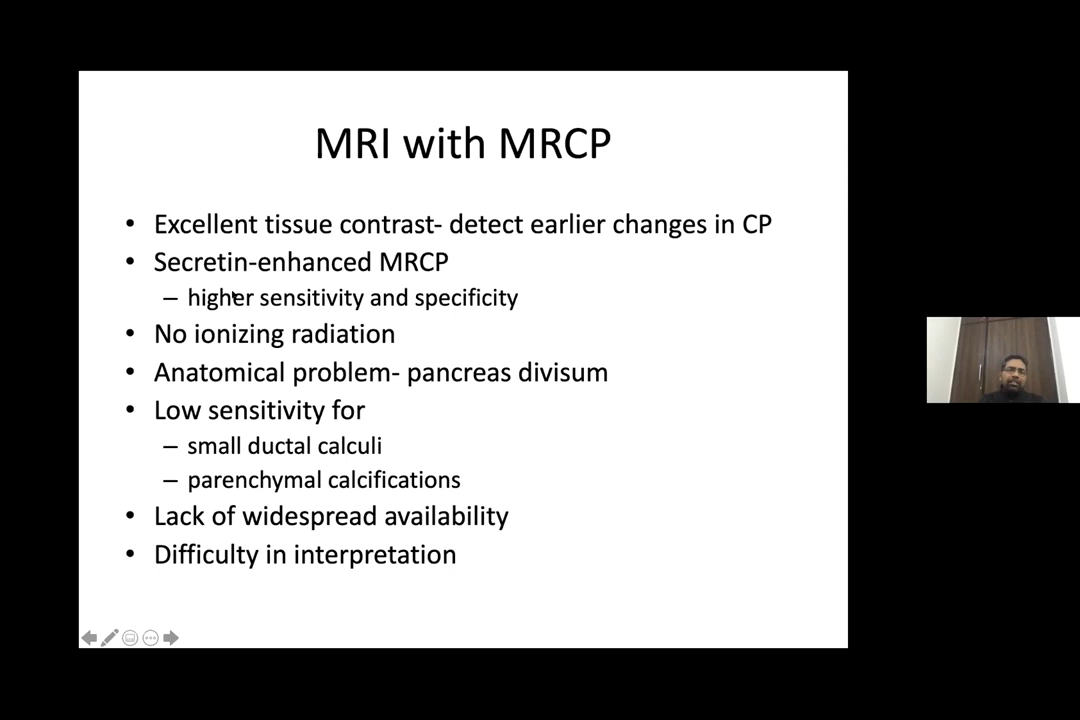 MRI with MRCP
• Excellent tissue contrast- detect earlier changes in CP
• Secretin-enhanced MRCP
– higher sensitivity and specificity
• No ionizing radiation
• Anatomical problem- pancreas divisum
• Low sensitivity for
– small ductal calculi
– parenchymal calcifications
• Lack of widespread availability
• Difficulty in interpretation